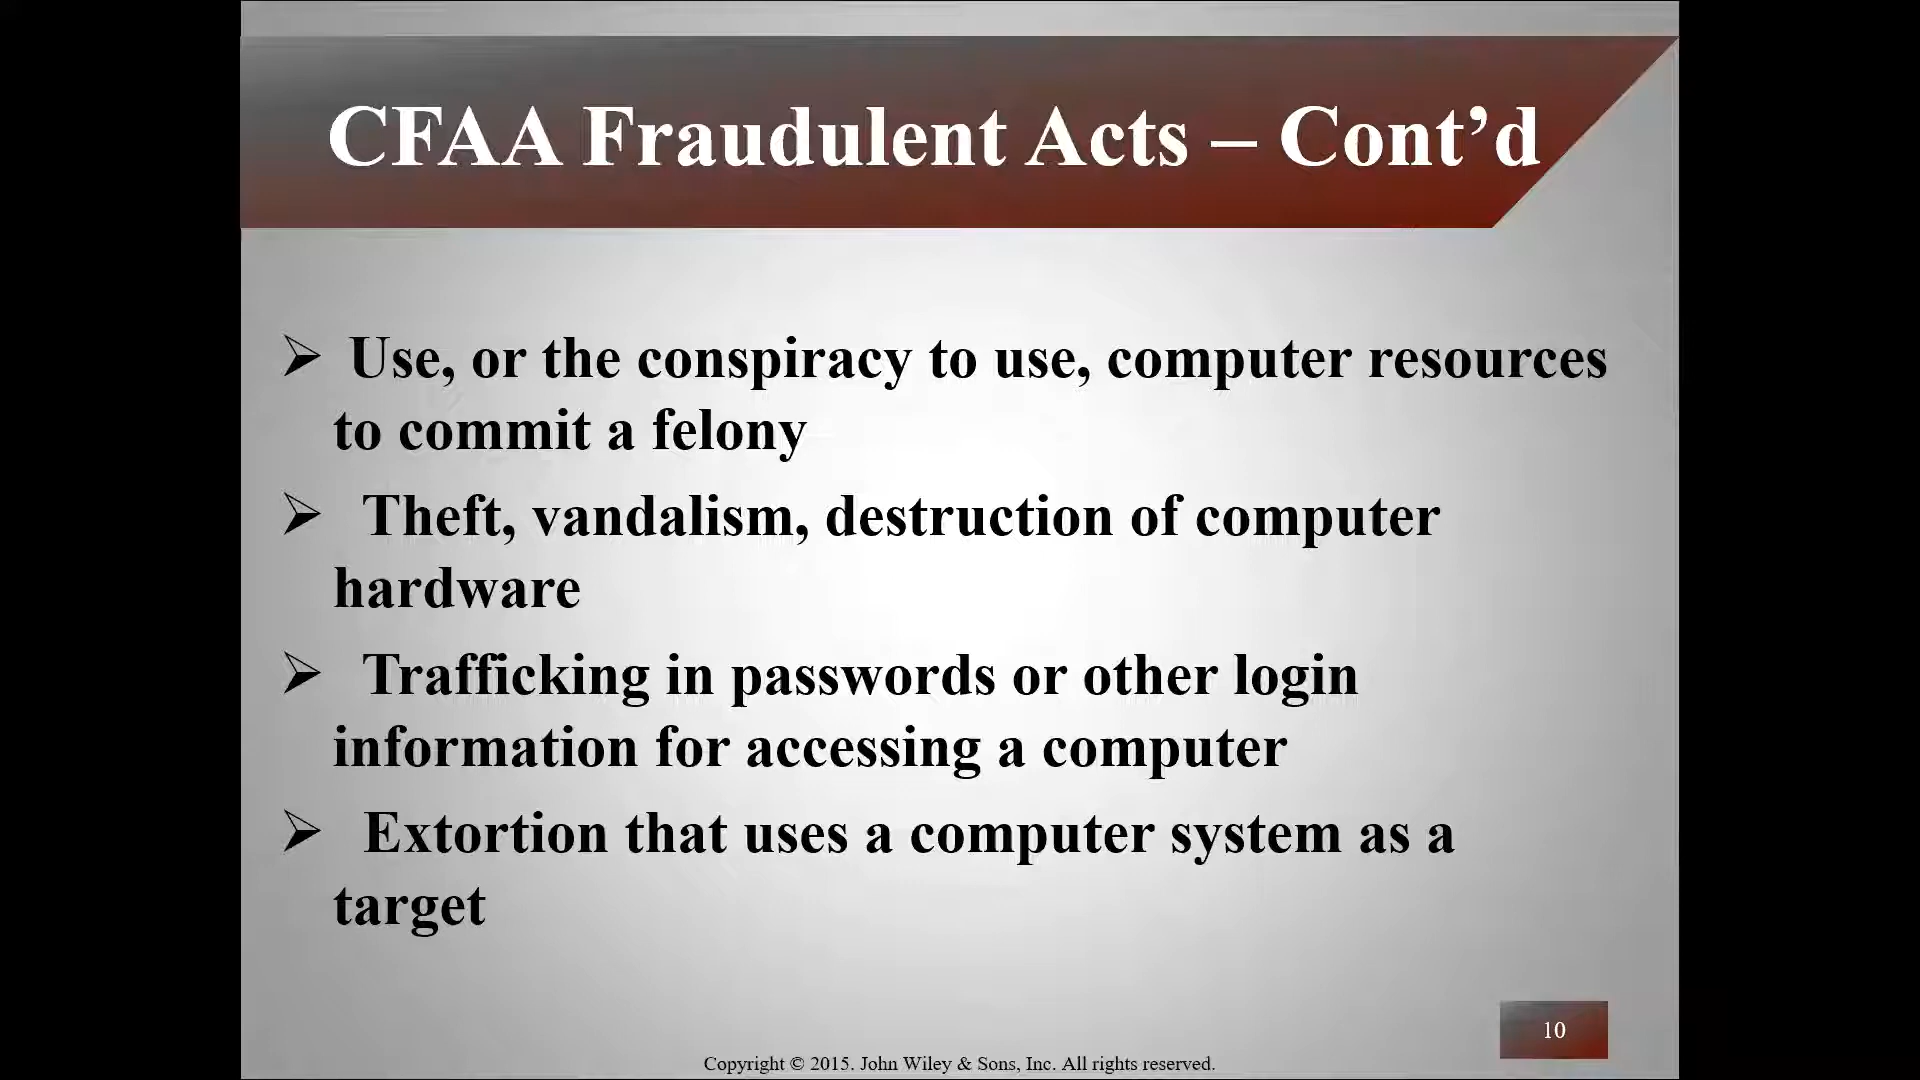 CFAA Fraudulent Acts – Cont’d
➢ Use, or the conspiracy to use, computer resources
to commit a felony
➢ Theft, vandalism, destruction of computer
hardware
➢ Trafficking in passwords or other login
information for accessing a computer
➢ Extortion that uses a computer system as a
target
10
Copyright © 2015. John Wiley & Sons, Inc. All rights reserved.